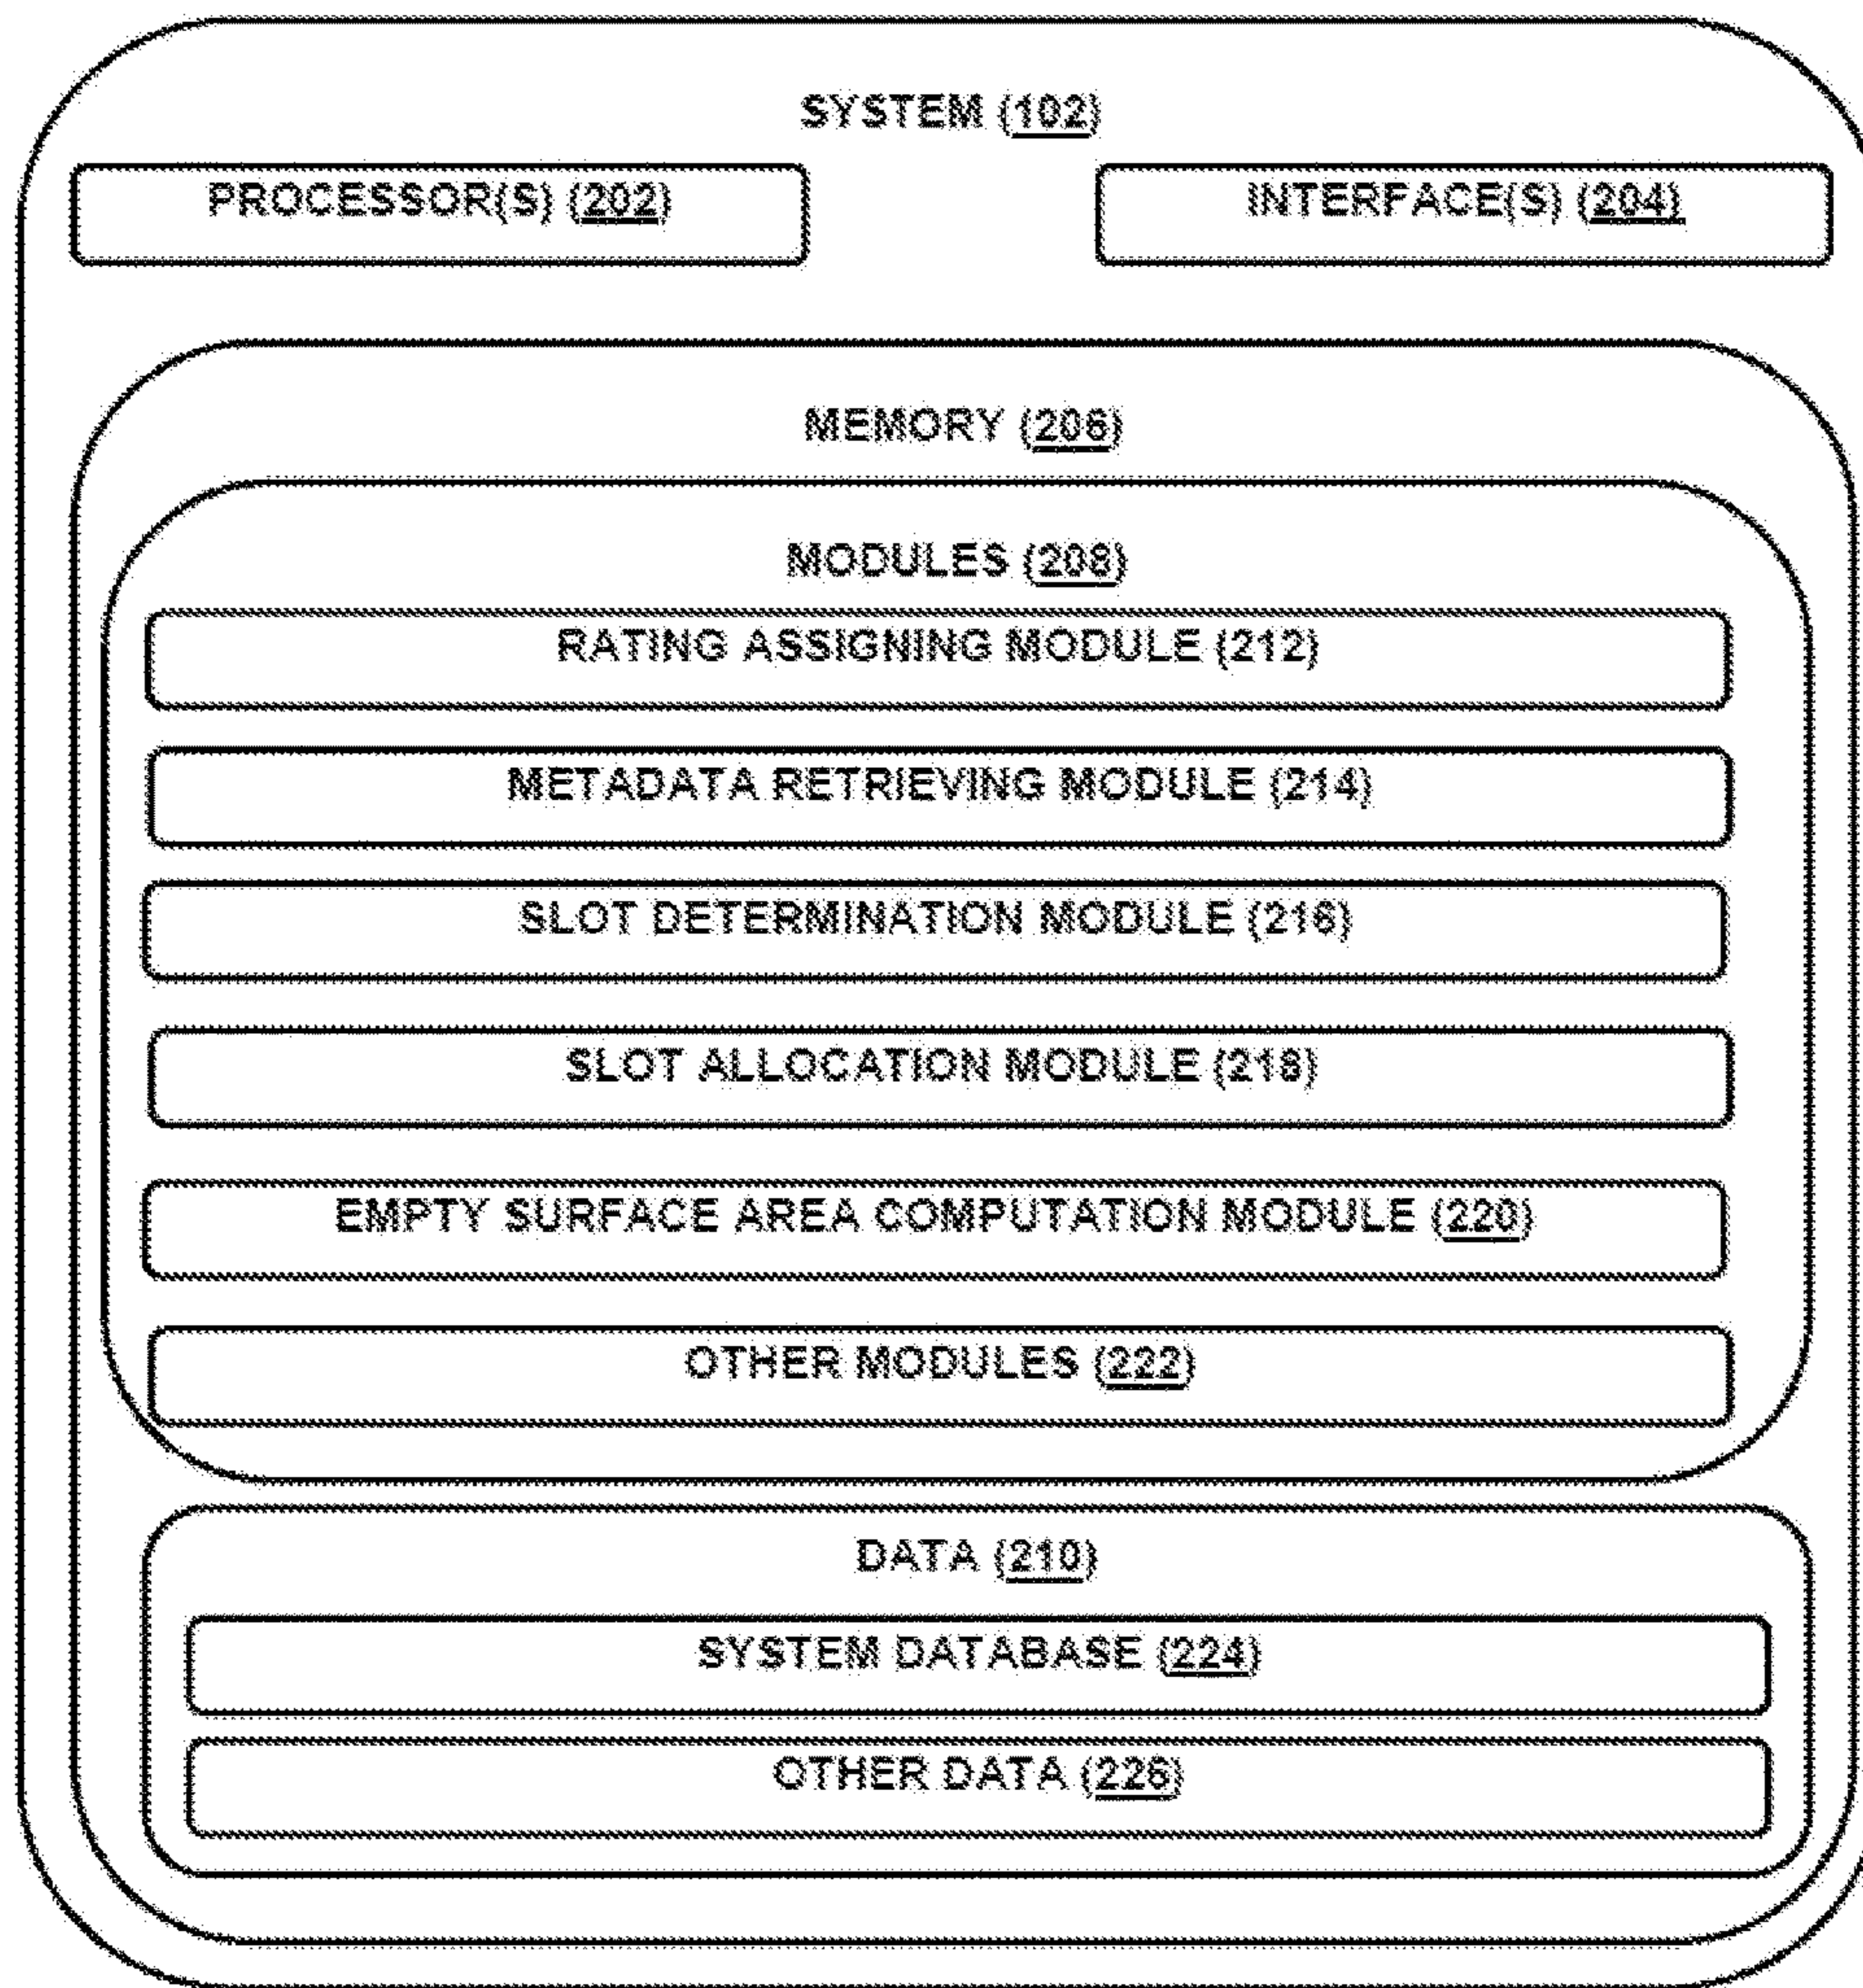 SYSTEM (102)
PROCESSOR(S) (202)
INTERFACE(S) (204)
MEMORY (206)
MODULES (208)
RATING ASSIGNING MODULE (212)
METADATA RETRIEVING MODULE (214)
SLOT DETERMINATION MODULE (216)
SLOT ALLOCATION MODULE (218)
EMPTY SURFACE AREA COMPUTATION MODULE (220)
OTHER MODULES (222)
DATA (210)
SYSTEM DATABASE (224)
OTHER DATA (226)